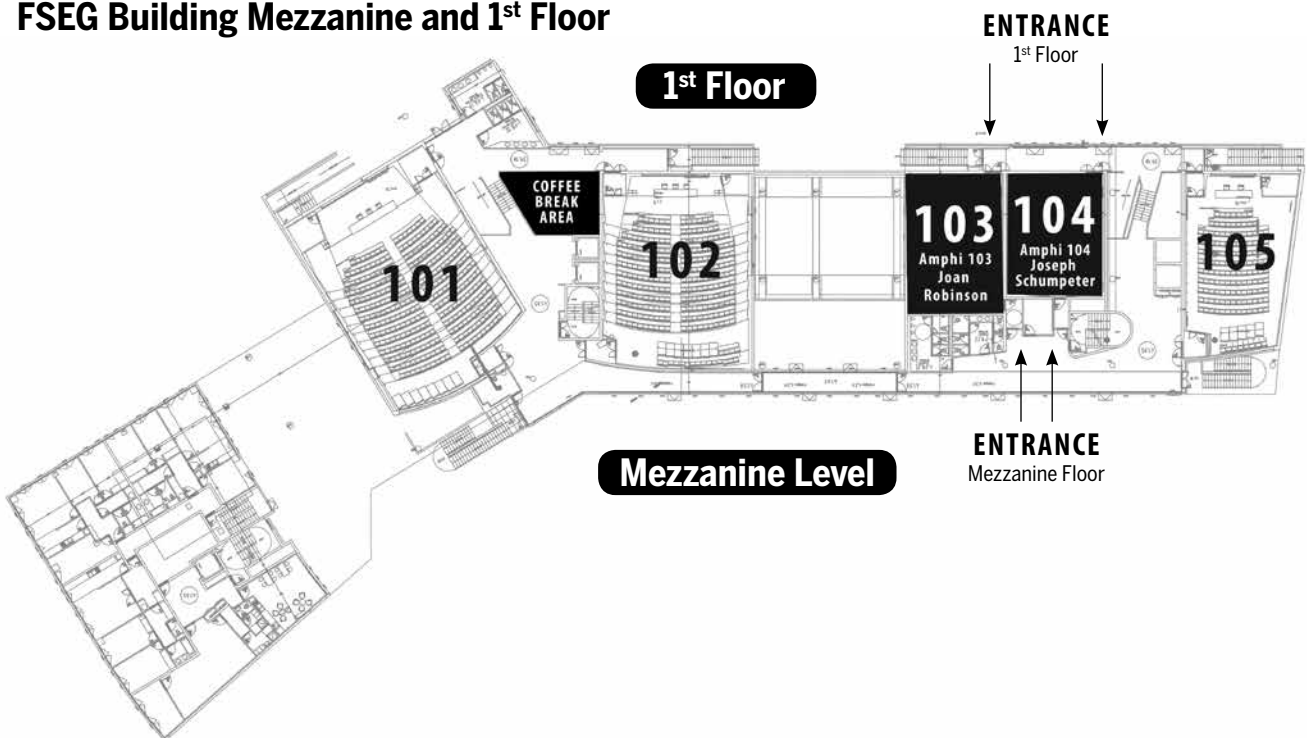 FSEG Building Mezzanine and 1st Floor
ENTRANCE
1st Floor
1st Floor
COFFEE
BREAK
AREA
101
102
103
Amphi 103
Joan
Robinson
104
Amphi 104
Joseph
Schumpeter
105
Mezzanine Level
ENTRANCE
Mezzanine Floor